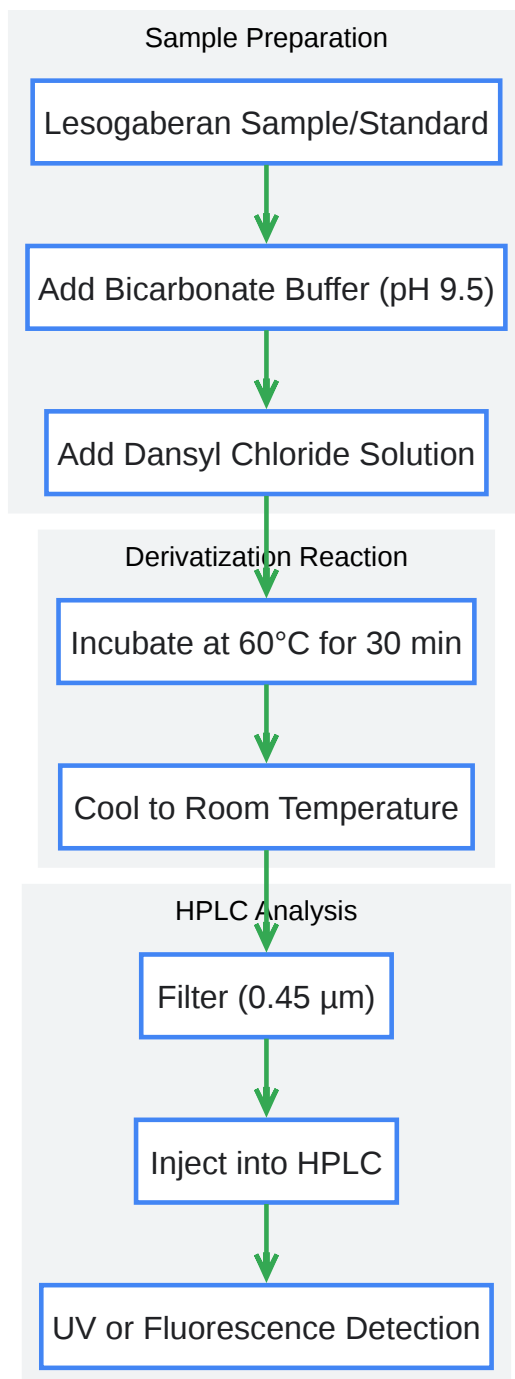 Sample Preparation
Lesogaberan Sample/Standard
Add Bicarbonate Buffer (pH 9.5)
Add Dansyl Chloride Solution
Derivatization Reaction
Incubate at 60°C for 30 min
Cool to Room Temperature
HPLC Analysis
Filter (0.45 µm)
Inject into HPLC
UV or Fluorescence Detection